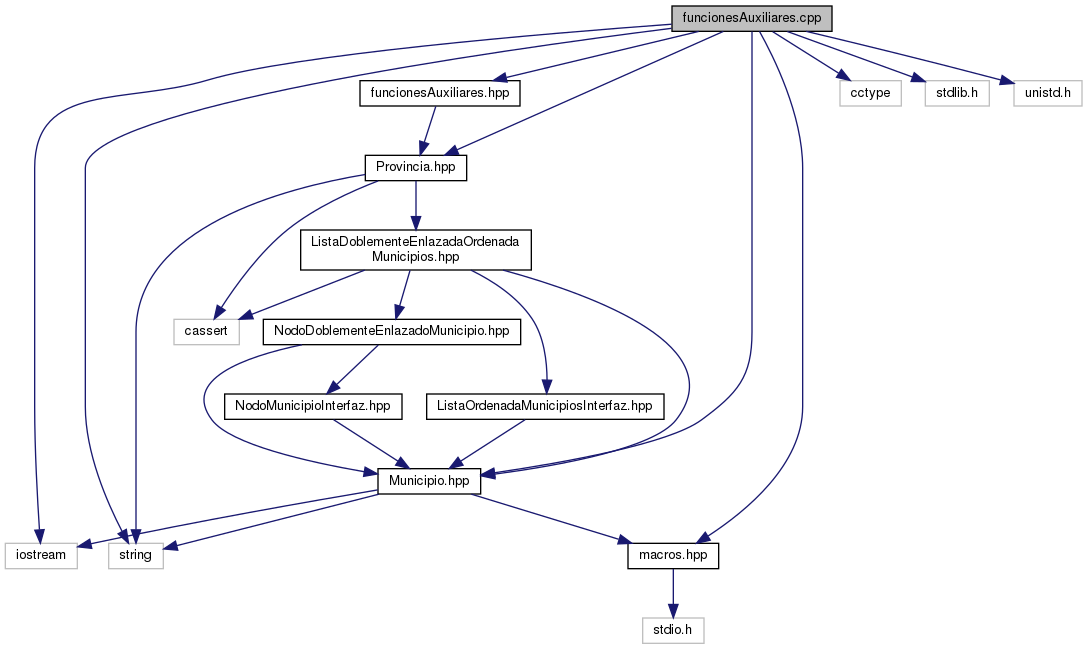 funcionesAuxiliares.cpp
funcionesAuxiliares.hpp
cctype
stdlib.h
unistd.h
Provincia.hpp
ListaDoblementeEnlazadaOrdenada
Municipios.hpp
cassert
NodoDoblementeEnlazadoMunicipio.hpp
NodoMunicipioInterfaz.hpp
ListaOrdenadaMunicipiosInterfaz.hpp
Municipio.hpp
iostream
string
macros.hpp
stdio.h